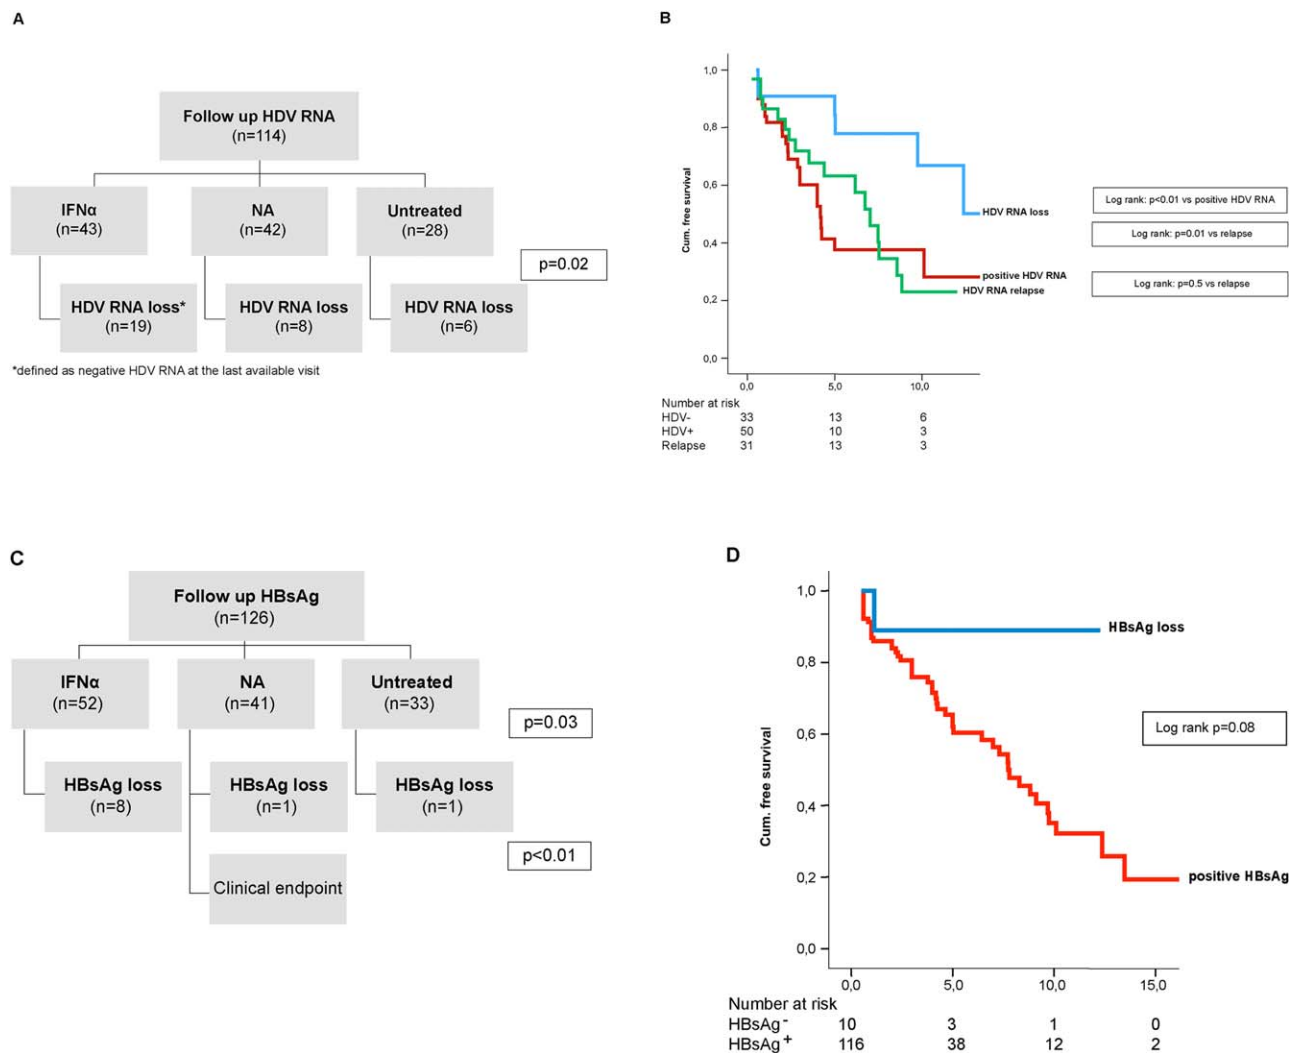 A
Follow up HDV RNA
(n=114)
IFNα
(n=43)
NA
(n=42)
Untreated
(n=28)
p=0.02
HDV RNA loss*
(n=19)
HDV RNA loss
(n=8)
HDV RNA loss
(n=6)
*defined as negative HDV RNA at the last available visit
B
Cum. free survival
1,0
0,8
0,6
0,4
0,2
0,0
0,0 5,0 10,0
HDV RNA loss
positive HDV RNA
HDV RNA relapse
Log rank: p<0.01 vs positive HDV RNA
Log rank: p=0.01 vs relapse
Log rank: p=0.5 vs relapse
Number at risk
HDV- 33 13 6
HDV+ 50 10 3
Relapse 31 13 3
C
Follow up HBsAg
(n=126)
IFNα
(n=52)
NA
(n=41)
Untreated
(n=33)
p=0.03
HBsAg loss
(n=8)
HBsAg loss
(n=1)
HBsAg loss
(n=1)
p<0.01
Clinical endpoint
D
Cum. free survival
1,0
0,8
0,6
0,4
0,2
0,0
0,0 5,0 10,0 15,0
HBsAg loss
positive HBsAg
Log rank p=0.08
Number at risk
HBsAg⁻ 10 3 1 0
HBsAg⁺ 116 38 12 2